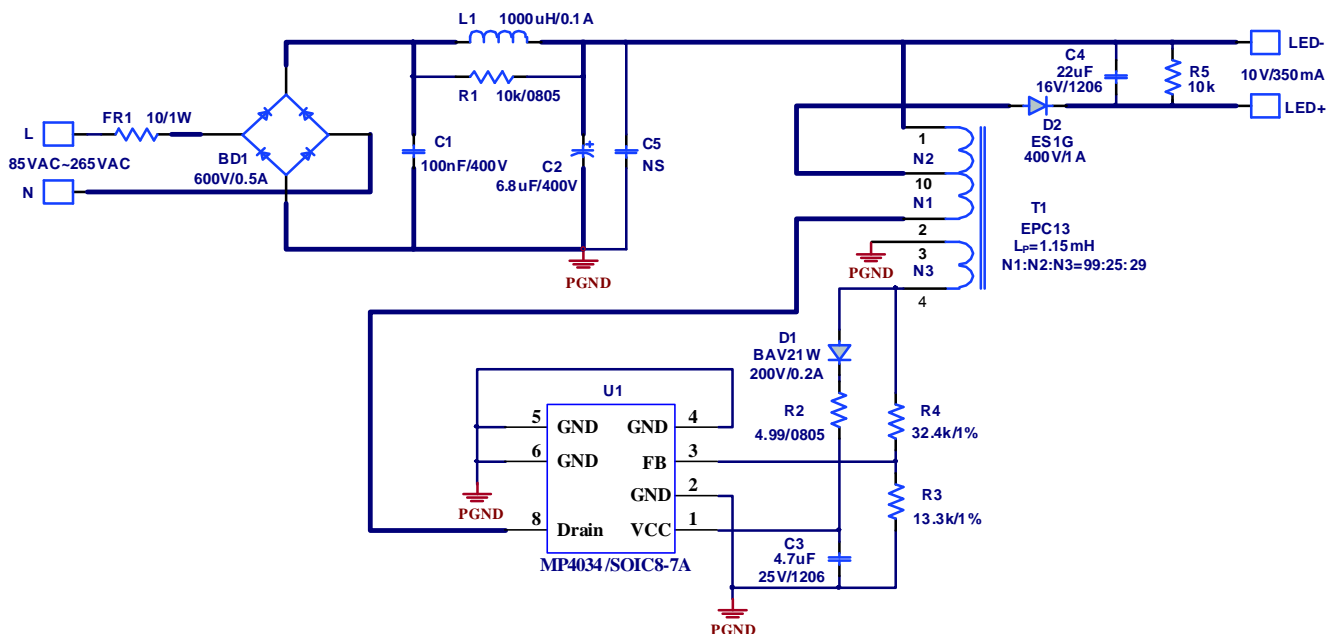 L1 1000uH/0.1A
R1
10k/0805
L
FR1 10/1W
85VAC~265VAC
N
BD1
600V/0.5A
C1
100nF/400V
C2
6.8uF/400V
C5
NS
PGND
LED-
C4
22uF
16V/1206
R5
10k
10V/350mA
LED+
D2
ES1G
400V/1A
1
N2
10
N1
2
3
N3
4
T1
EPC13
LP=1.15mH
N1:N2:N3=99:25:29
PGND
D1
BAV21W
200V/0.2A
R2
4.99/0805
R4
32.4k/1%
R3
13.3k/1%
U1
5 GND GND 4
6 GND FB 3
GND 2
8 Drain VCC 1
MP4034/SOIC8-7A
PGND
C3
4.7uF
25V/1206
PGND